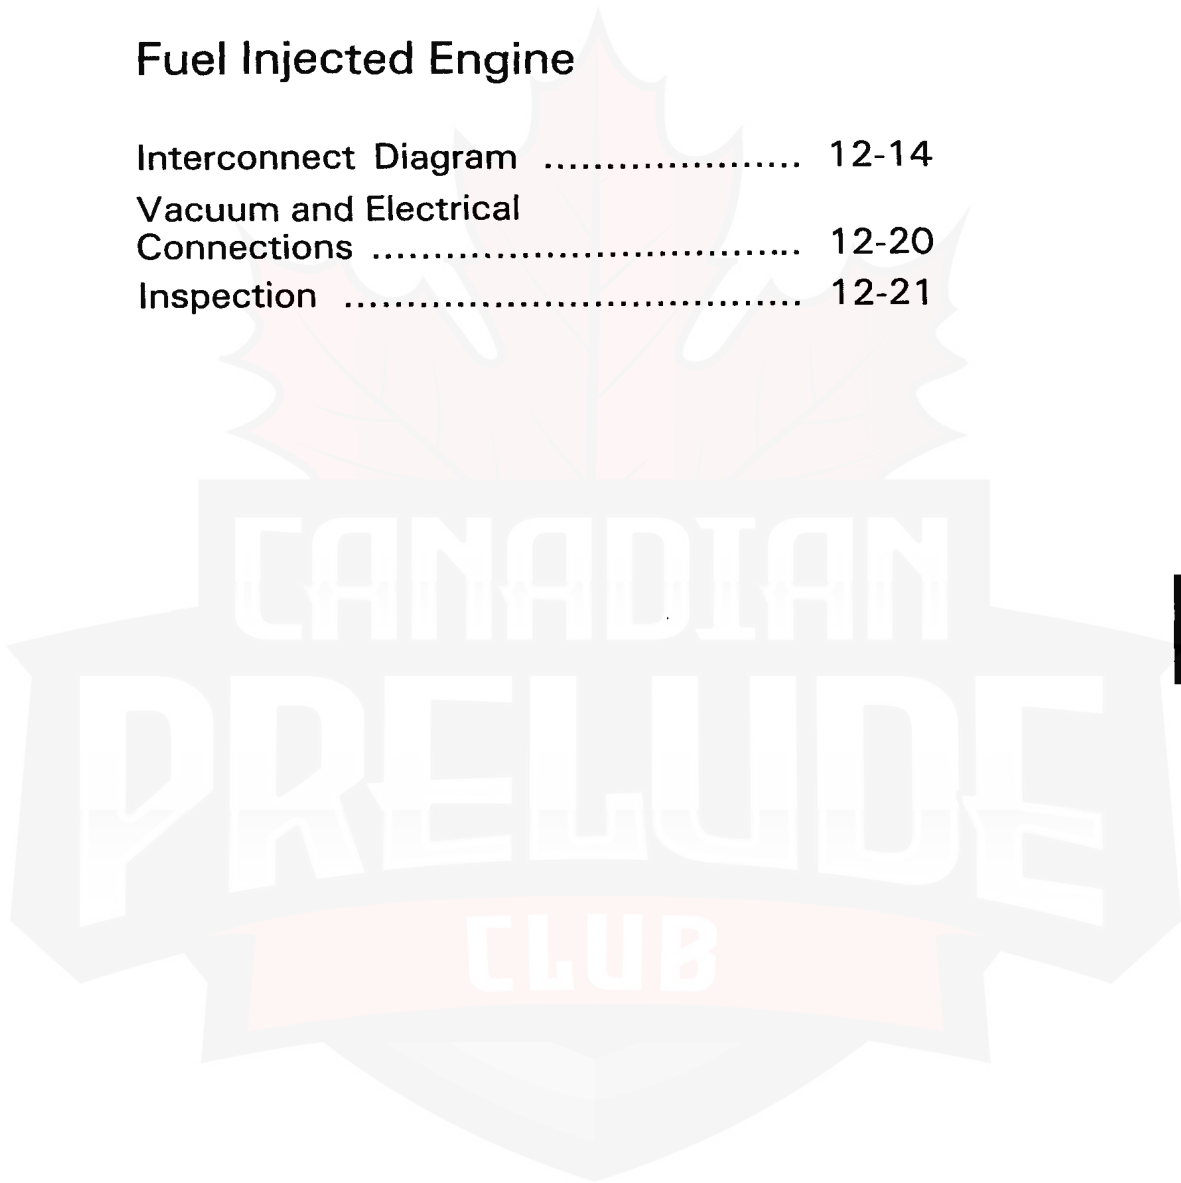 Fuel Injected Engine
Interconnect Diagram ..................... 12-14
Vacuum and Electrical
Connections ................................... 12-20
Inspection ..................................... 12-21
CANADIAN
PRELUDE
CLUB